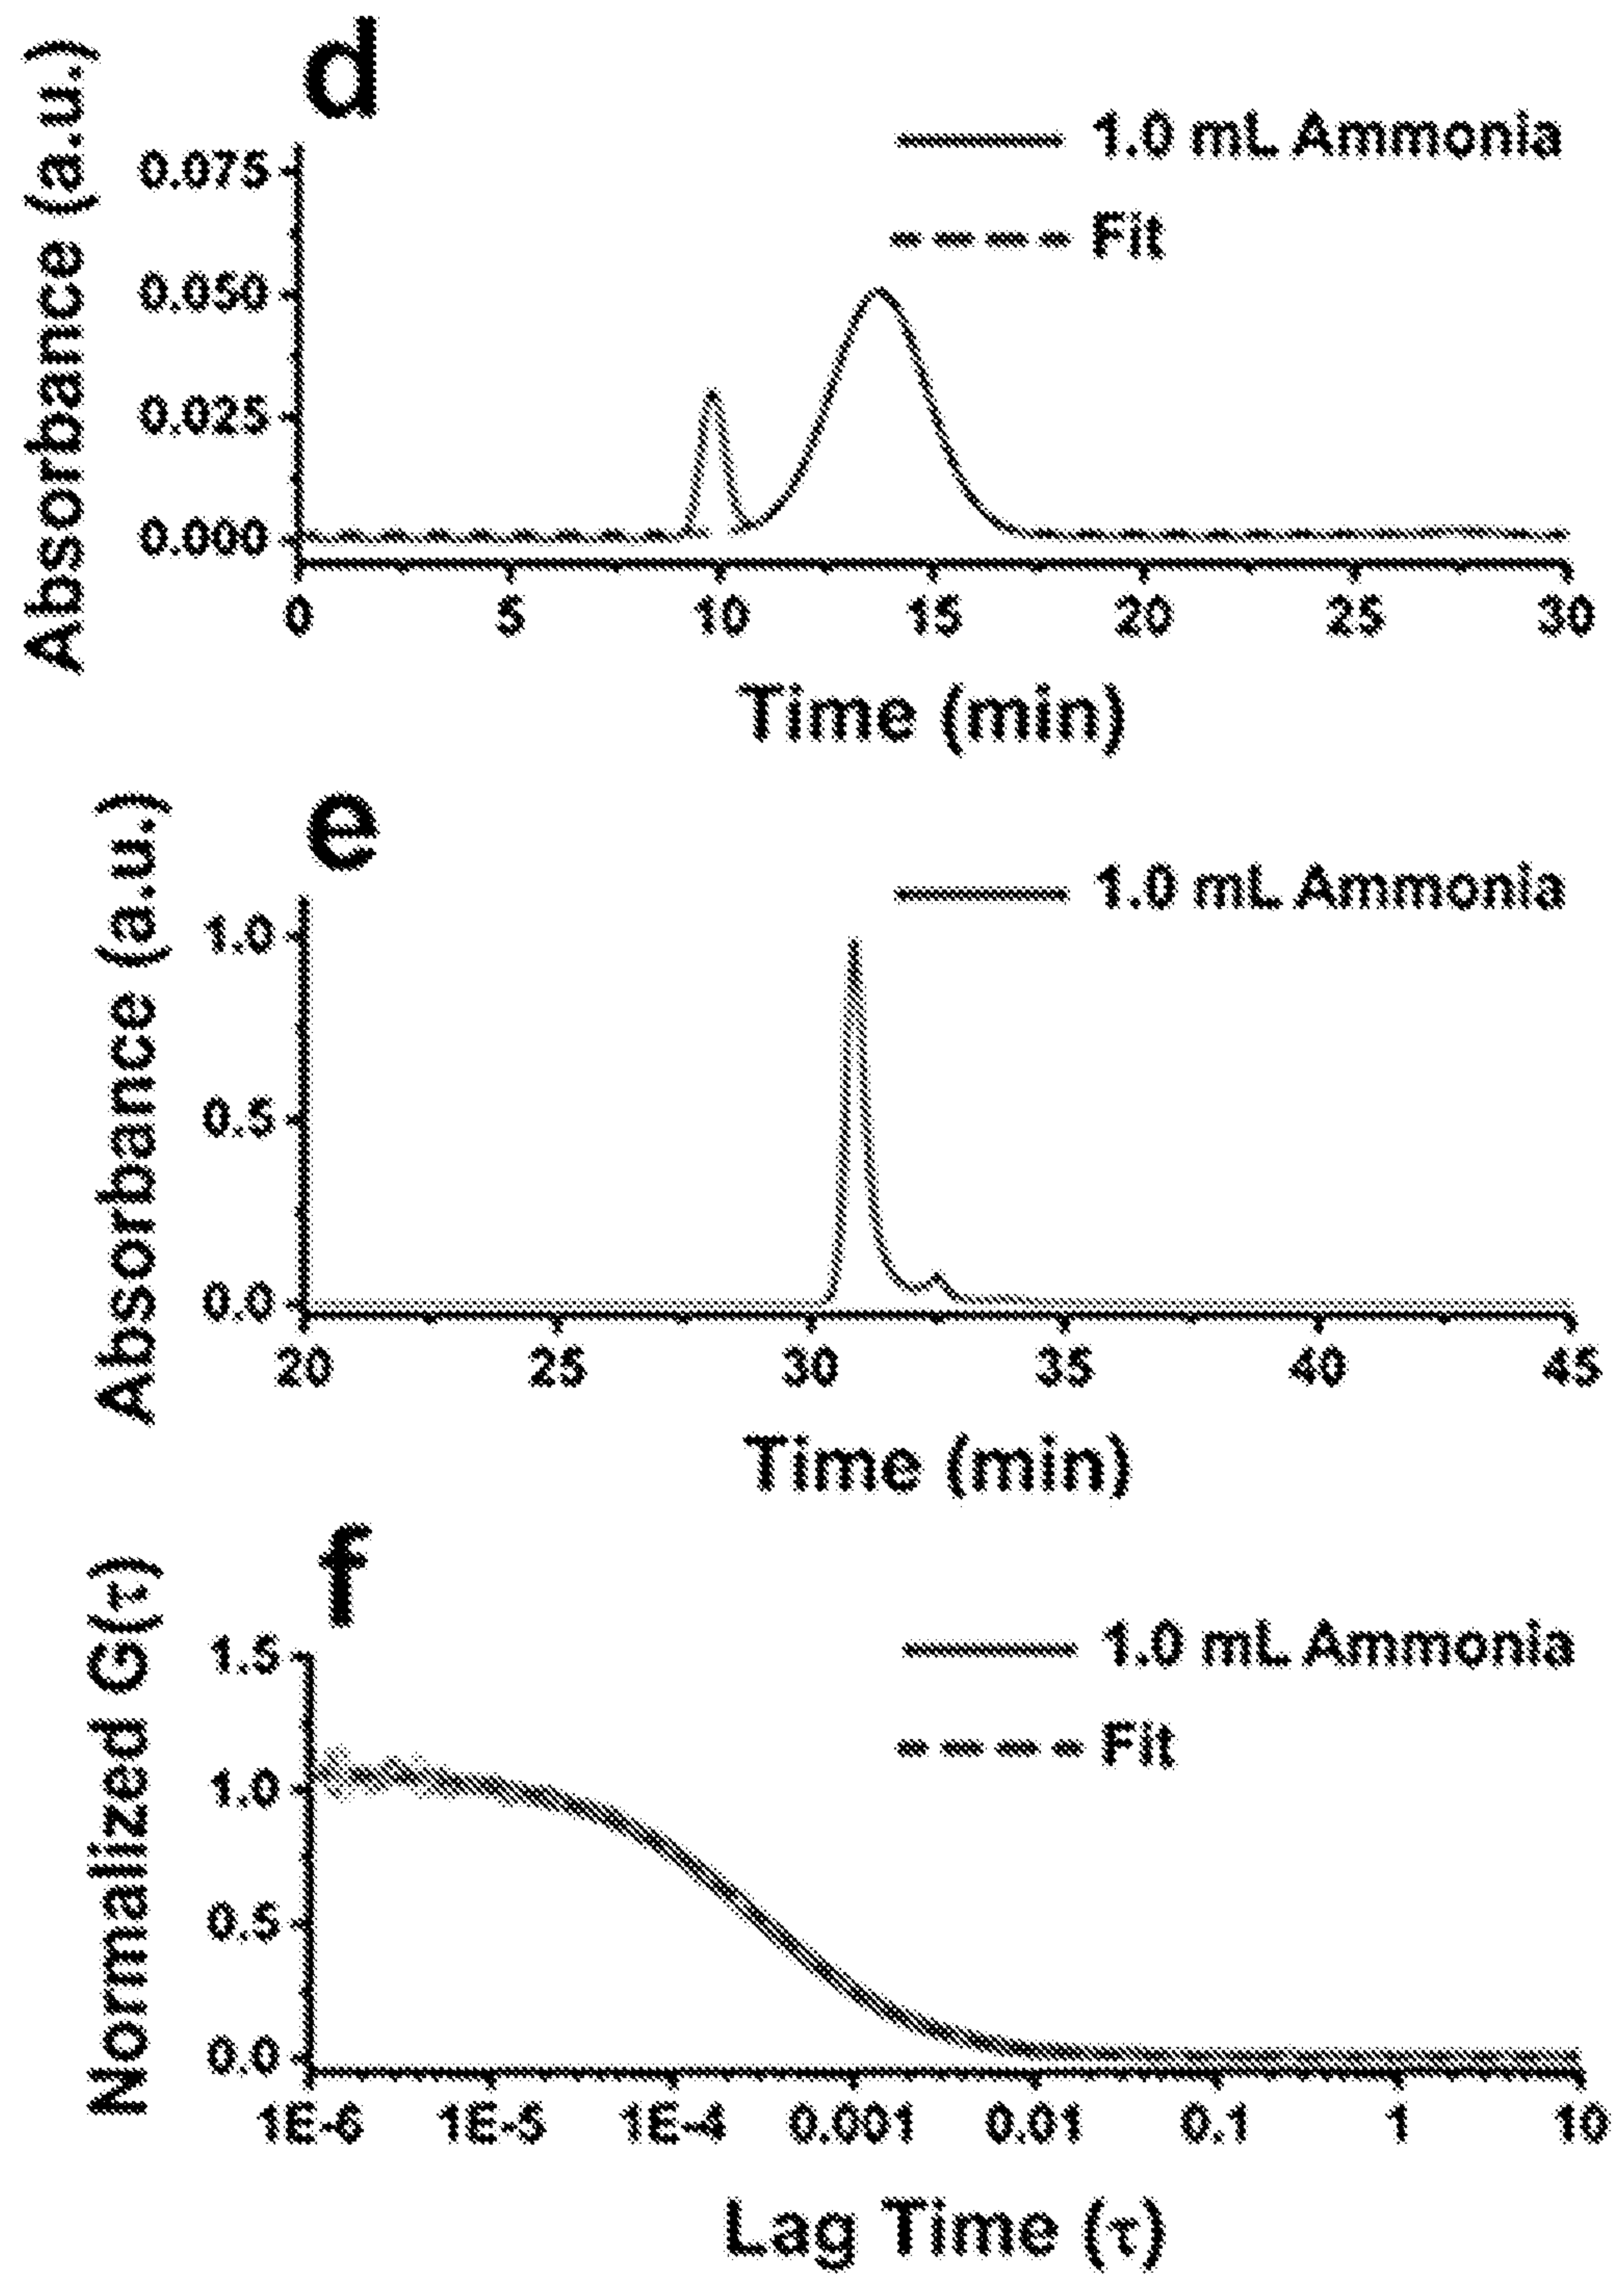 d
Absorbance (a.u.)
1.0 mL Ammonia
Fit
0.075
0.050
0.025
0.000
0 5 10 15 20 25 30
Time (min)
e
Absorbance (a.u.)
1.0 mL Ammonia
1.0
0.5
0.0
20 25 30 35 40 45
Time (min)
f
Normalized G(τ)
1.0 mL Ammonia
Fit
1.5
1.0
0.5
0.0
1E-6 1E-5 1E-4 0.001 0.01 0.1 1 10
Lag Time (τ)